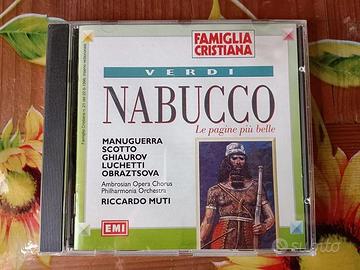 FAMIGLIA
CRISTIANA
VERDI
NABUCCO
Le pagine più belle
MANUGUERRA
SCOTTO
GHIAUROV
LUCHETTI
OBRAZTSOVA
Ambrosian Opera Chorus
Philharmonia Orchestra
RICCARDO MUTI
EMI
subito